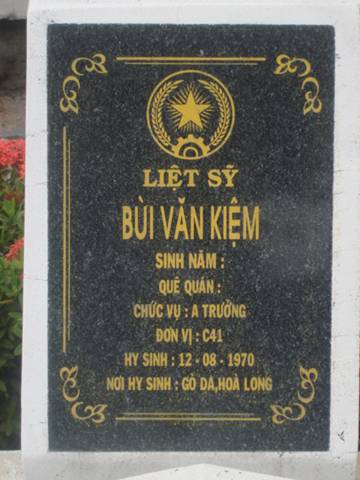 LIỆT SỸ
BÙI VĂN KIỆM
SINH NĂM :
QUÊ QUÁN :
CHỨC VỤ : A TRƯỞNG
ĐƠN VỊ : C41
HY SINH : 12 - 08 - 1970
NƠI HY SINH : GÒ DÁ,HOÀ LONG